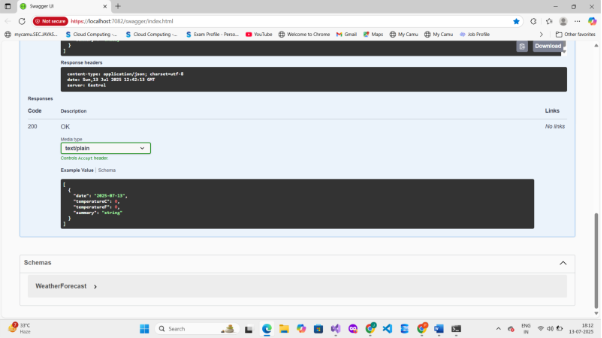 Swagger UI
Not secure
https://localhost:7082/swagger/index.html
Cloud Computing -...
Cloud Computing -...
Exam Profile - Perso...
YouTube
Welcome to Chrome
Gmail
Maps
My Camu
My Camu
Job Profile
Other favorites
}
]
Download
Response headers
content-type: application/json; charset=utf-8
date: Sun,13 Jul 2025 12:42:13 GMT
server: Kestrel
Responses
Code Description Links
200 OK No links
Media type
text/plain
Controls Accept header.
Example Value | Schema
[
{
"date": "2025-07-13",
"temperatureC": 0,
"temperatureF": 0,
"summary": "string"
}
]
Schemas
WeatherForecast
33°C
Haze
Search
ENG
IN
18:12
13-07-2025